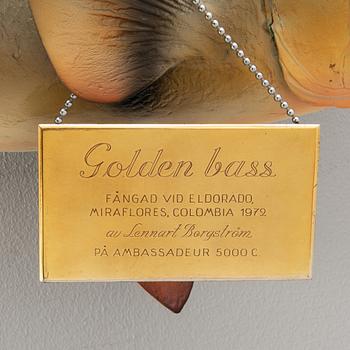 Golden bass
FÅNGAD VID ELDORADO,
MIRAFLORES, COLOMBIA 1972
av Lennart Borgström
PÅ AMBASSADEUR 5000 C.